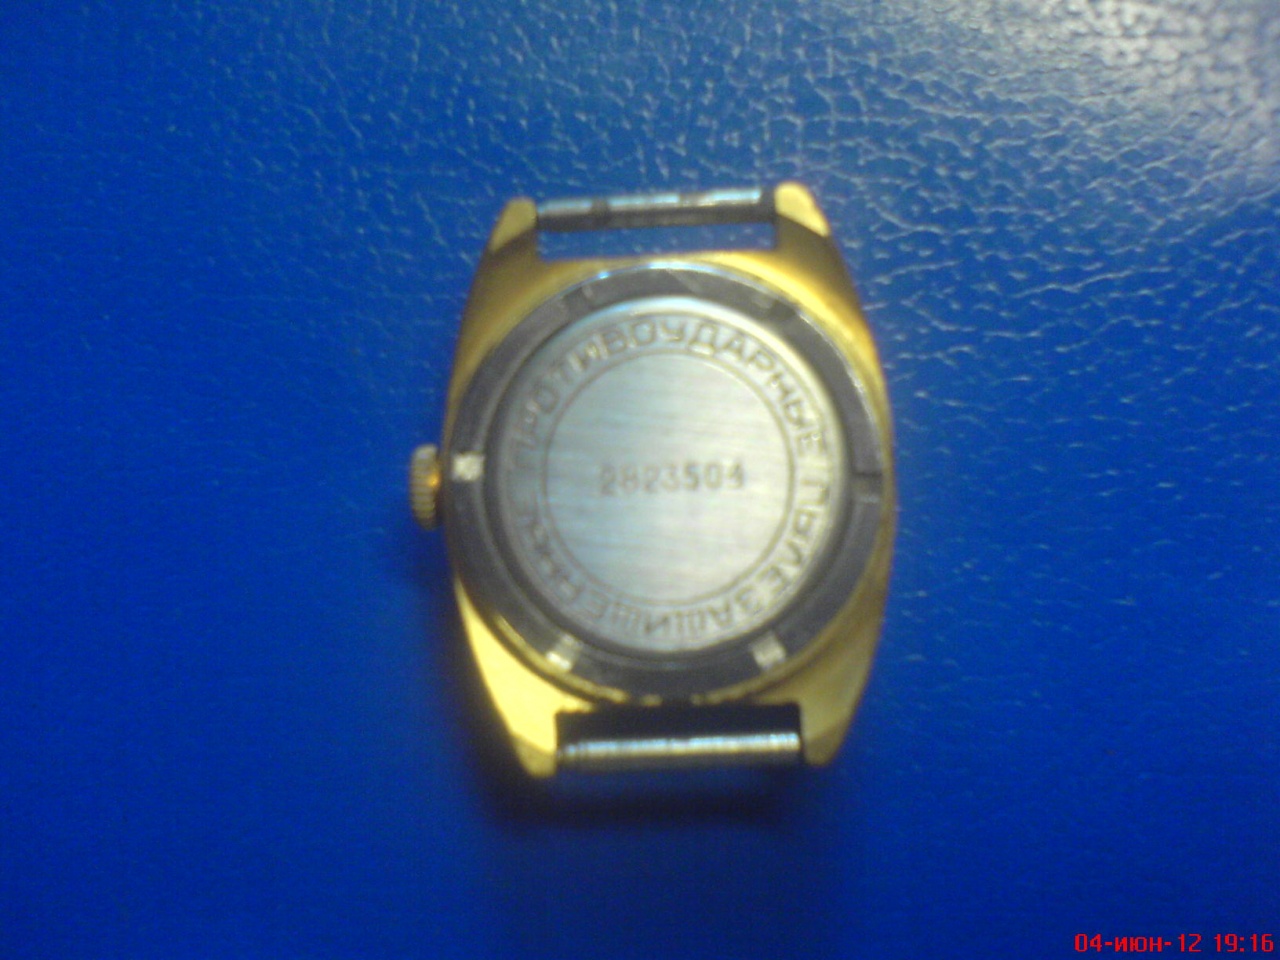 ПРОТИВОУДАРНЫЕ ПЫЛЕЗАЩИЩЕННЫЕ
2823504
04-июн-12 19:16